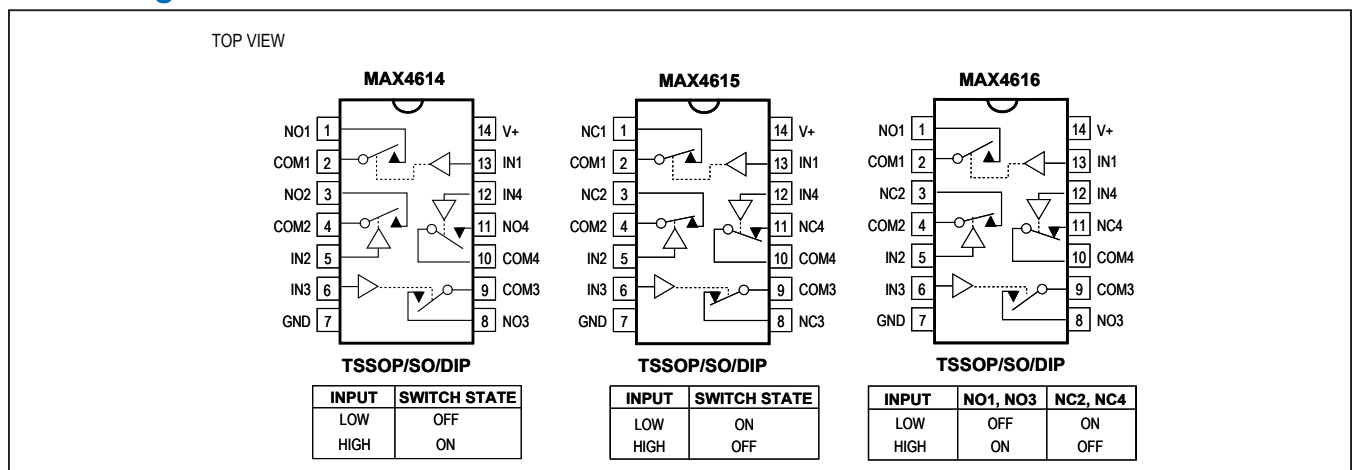 TOP VIEW
MAX4614
NO1 1
COM1 2
NO2 3
COM2 4
IN2 5
IN3 6
GND 7
14 V+
13 IN1
12 IN4
11 NO4
10 COM4
9 COM3
8 NO3
TSSOP/SO/DIP
INPUT SWITCH STATE
LOW OFF
HIGH ON
MAX4615
NC1 1
COM1 2
NC2 3
COM2 4
IN2 5
IN3 6
GND 7
14 V+
13 IN1
12 IN4
11 NC4
10 COM4
9 COM3
8 NC3
TSSOP/SO/DIP
INPUT SWITCH STATE
LOW ON
HIGH OFF
MAX4616
NO1 1
COM1 2
NC2 3
COM2 4
IN2 5
IN3 6
GND 7
14 V+
13 IN1
12 IN4
11 NC4
10 COM4
9 COM3
8 NO3
TSSOP/SO/DIP
INPUT NO1, NO3 NC2, NC4
LOW OFF ON
HIGH ON OFF